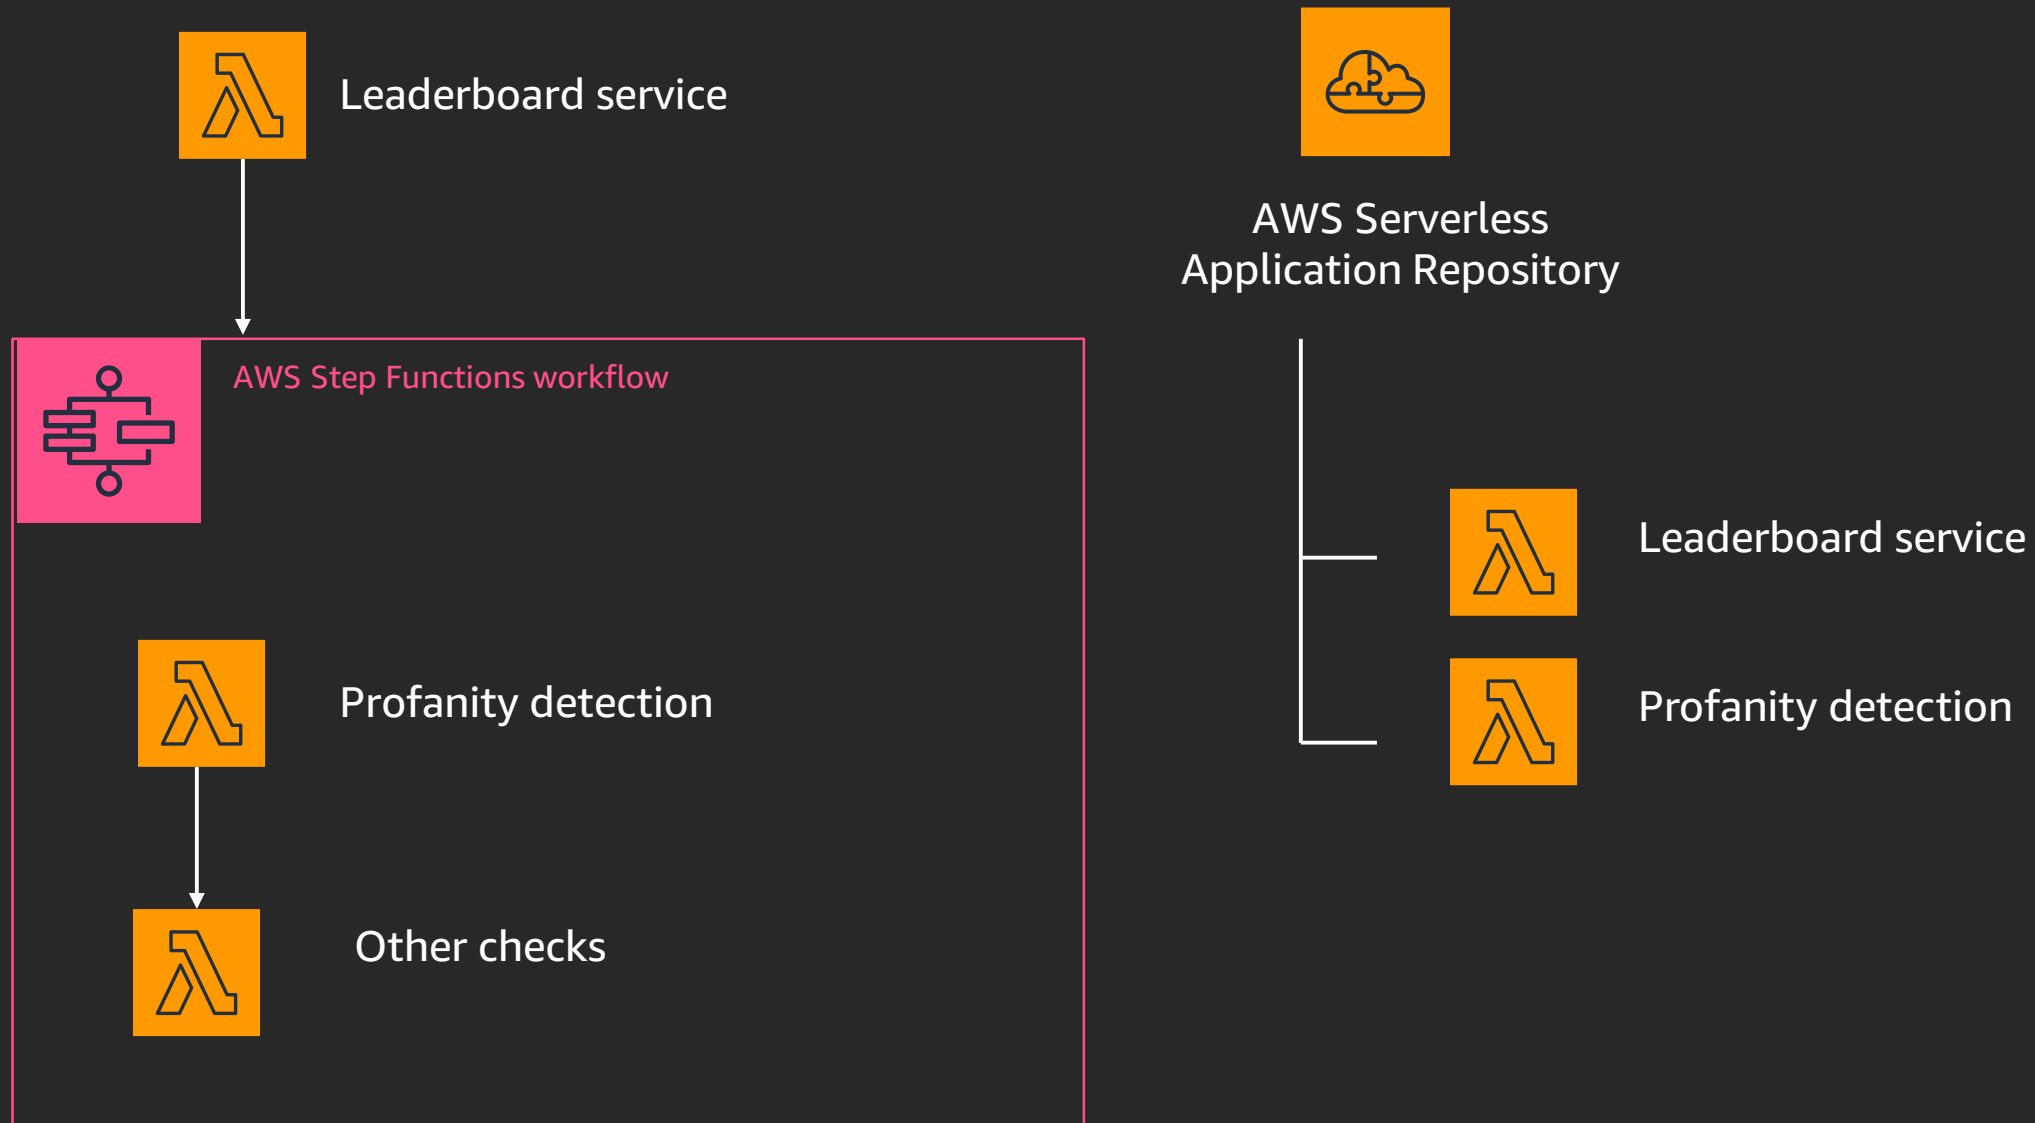 Leaderboard service
AWS Step Functions workflow
Profanity detection
Other checks
AWS Serverless
Application Repository
Leaderboard service
Profanity detection